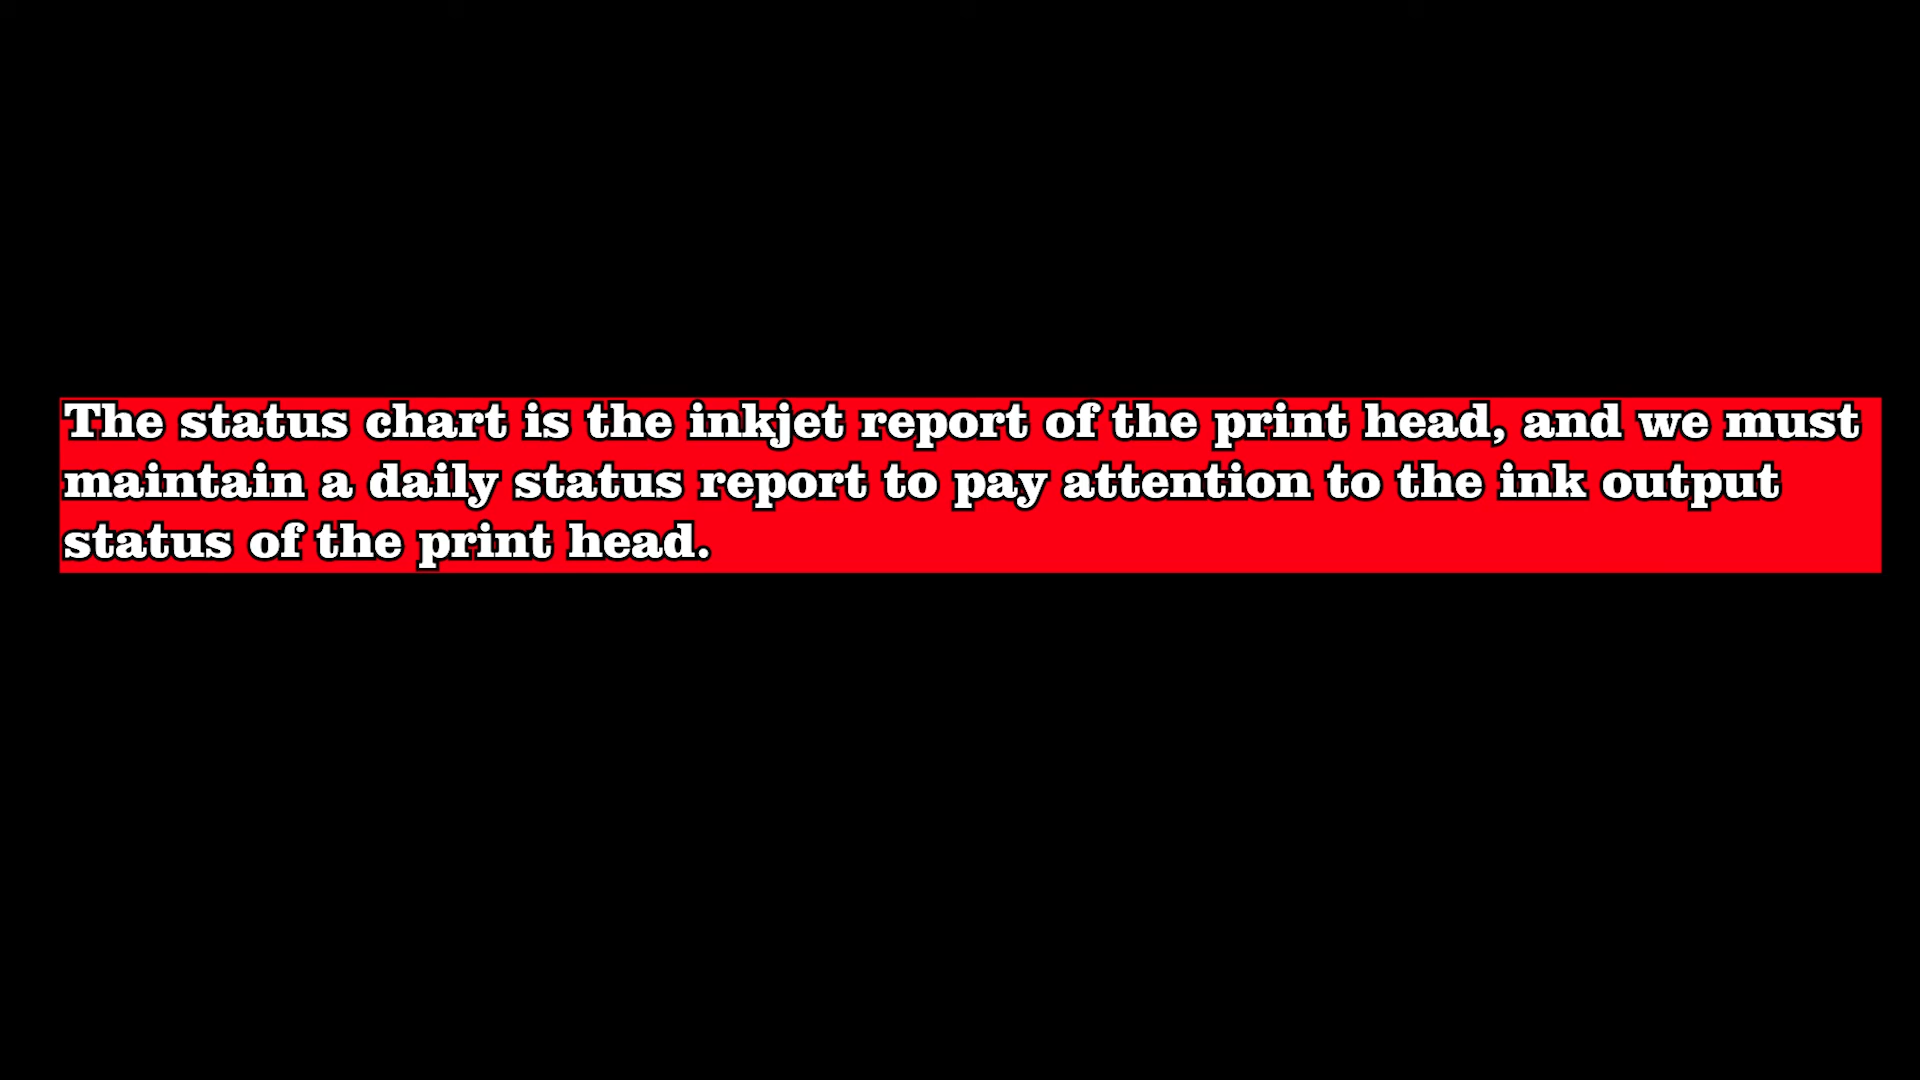 The status chart is the inkjet report of the print head, and we must
maintain a daily status report to pay attention to the ink output
status of the print head.